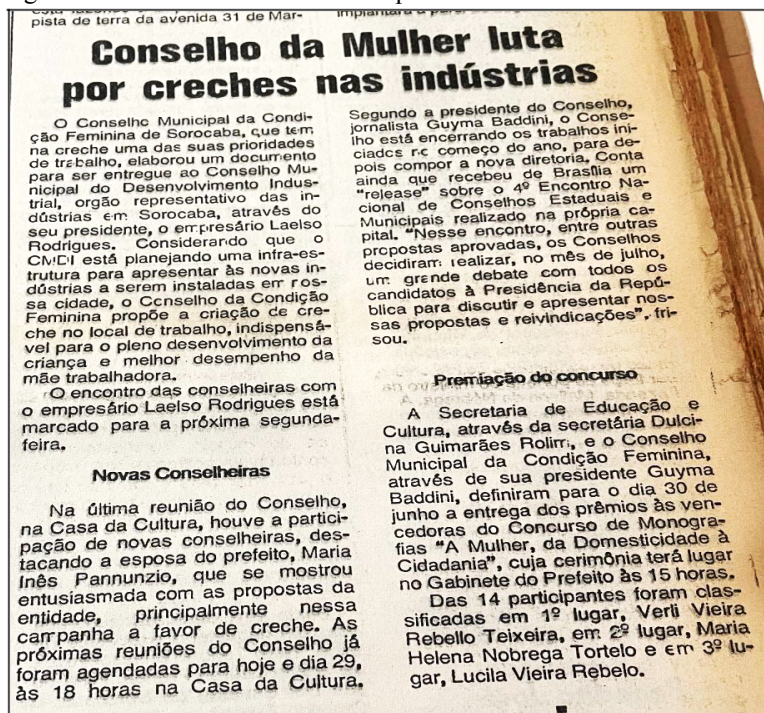 pista de terra da avenida 31 de Mar-
Conselho da Mulher luta
por creches nas indústrias
O Conselho Municipal da Condi-
ção Feminina de Sorocaba, que tem
na creche uma das suas prioridades
de trabalho, elaborou um documento
para ser entregue ao Conselho Mu-
nicipal do Desenvolvimento Indus-
trial, orgão representativo das in-
dústrias em Sorocaba, através do
seu presidente, o empresário Laelso
Rodrigues. Considerando que o
CMDI está planejando uma infra-es-
trutura para apresentar às novas in-
dústrias a serem instaladas em nos-
sa cidade, o Conselho da Condição
Feminina propõe a criação de cre-
che no local de trabalho, indispensá-
vel para o pleno desenvolvimento da
criança e melhor desempenho da
mãe trabalhadora.
O encontro das conselheiras com
o empresário Laelso Rodrigues está
marcado para a próxima segunda-
feira.
Novas Conselheiras
Na última reunião do Conselho,
na Casa da Cultura, houve a partici-
pação de novas conselheiras, des-
tacando a esposa do prefeito, Maria
Inês Pannunzio, que se mostrou
entusiasmada com as propostas da
entidade, principalmente nessa
campanha a favor de creche. As
próximas reuniões do Conselho já
foram agendadas para hoje e dia 29,
às 18 horas na Casa da Cultura.
Segundo a presidente do Conselho,
jornalista Guyma Baddini, o Conse-
lho está encerrando os trabalhos ini-
ciados no começo do ano, para de-
pois compor a nova diretoria. Conta
ainda que recebeu de Brasília um
"release" sobre o 4º Encontro Na-
cional de Conselhos Estaduais e
Municipais realizado na própria ca-
pital. "Nesse encontro, entre outras
propostas aprovadas, os Conselhos
decidiram realizar, no mês de julho,
um grande debate com todos os
candidatos à Presidência da Repú-
blica para discutir e apresentar nos-
sas propostas e reivindicações", fri-
sou.
Premiação do concurso
A Secretaria de Educação e
Cultura, através da secretária Dulci-
na Guimarães Rolim, e o Conselho
Municipal da Condição Feminina,
através de sua presidente Guyma
Baddini, definiram para o dia 30 de
junho a entrega dos prêmios às ven-
cedoras do Concurso de Monogra-
fias "A Mulher, da Domesticidade à
Cidadania", cuja cerimônia terá lugar
no Gabinete do Prefeito às 15 horas.
Das 14 participantes foram clas-
sificadas em 1º lugar, Verli Vieira
Rebello Teixeira, em 2º lugar, Maria
Helena Nobrega Tortelo e em 3º lu-
gar, Lucila Vieira Rebelo.